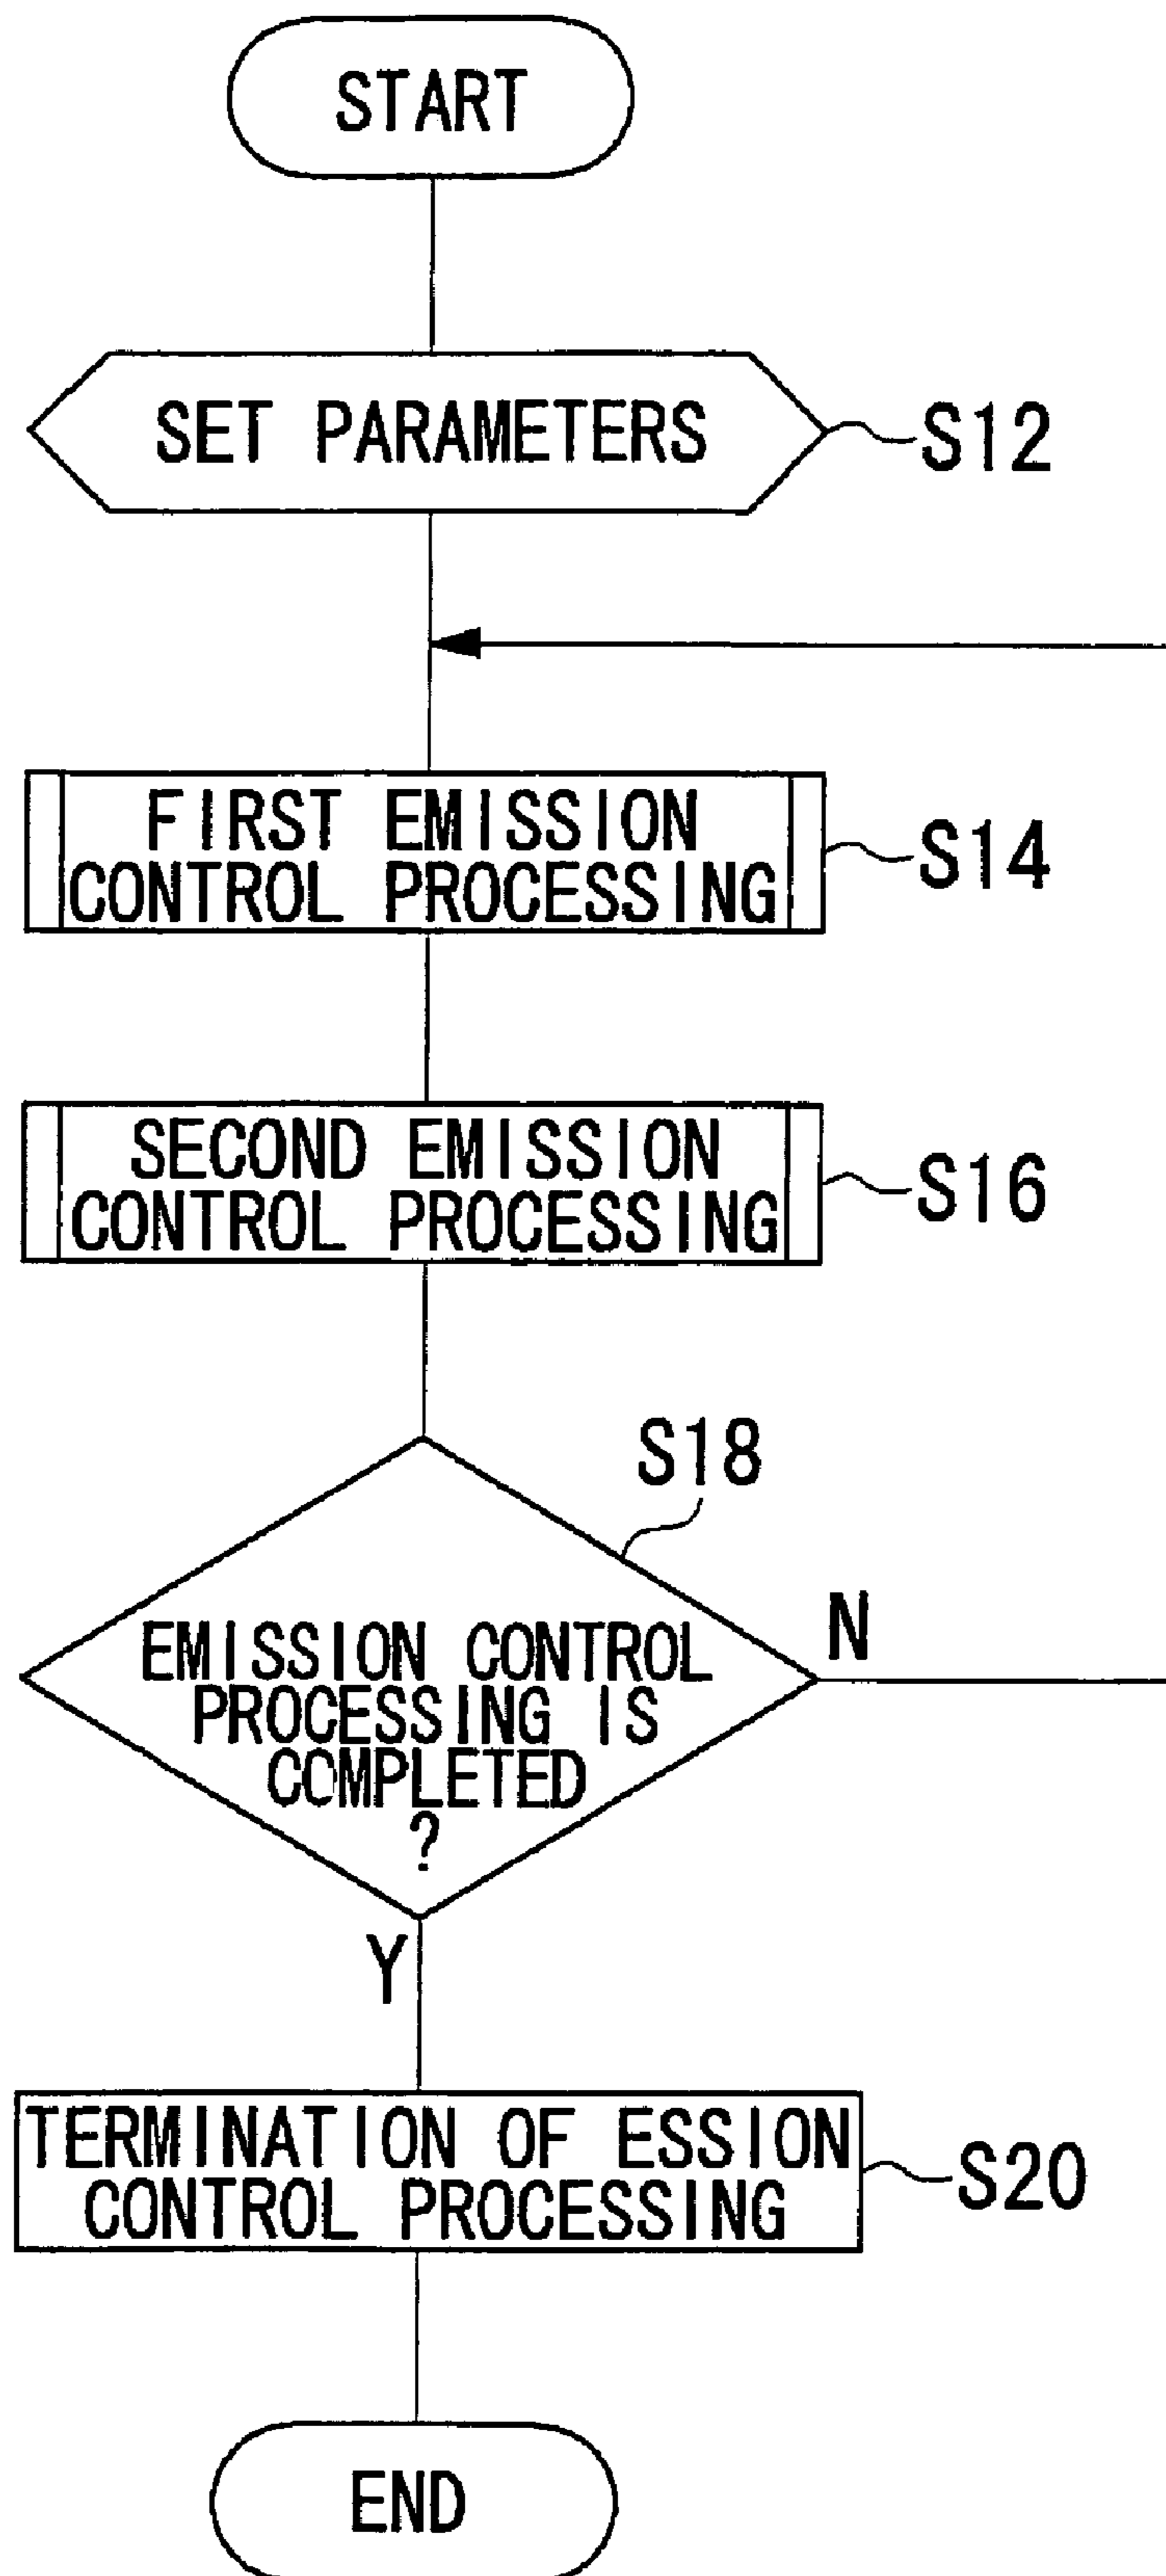 START
SET PARAMETERS
S12
FIRST EMISSION
CONTROL PROCESSING
S14
SECOND EMISSION
CONTROL PROCESSING
S16
S18
EMISSION CONTROL
PROCESSING IS
COMPLETED
?
N
Y
TERMINATION OF ESSION
CONTROL PROCESSING
S20
END